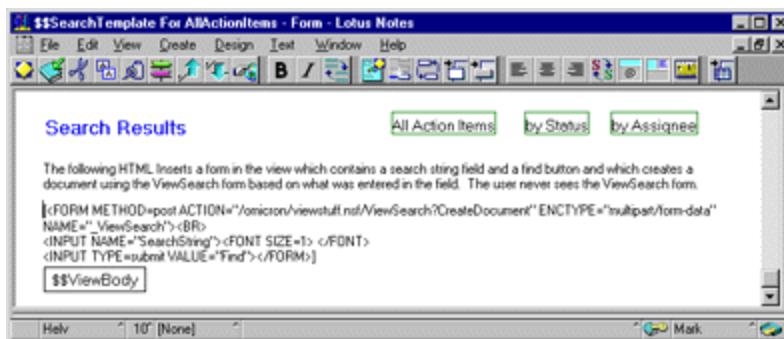 $$SearchTemplate For AllActionItems - Form - Lotus Notes
File Edit View Create Design Text Window Help
B I
Search Results All Action Items by Status by Assignee
The following HTML Inserts a form in the view which contains a search string field and a find button and which creates a
document using the ViewSearch form based on what was entered in the field. The user never sees the ViewSearch form.
[<FORM METHOD=post ACTION="/omicron/viewstuff.nsf/ViewSearch?CreateDocument" ENCTYPE="multipart/form-data"
NAME="_ViewSearch"><BR>
<INPUT NAME="SearchString"><FONT SIZE=1> </FONT>
<INPUT TYPE=submit VALUE="Find"></FORM>]
$$ViewBody
Helv 10 [None] Mark